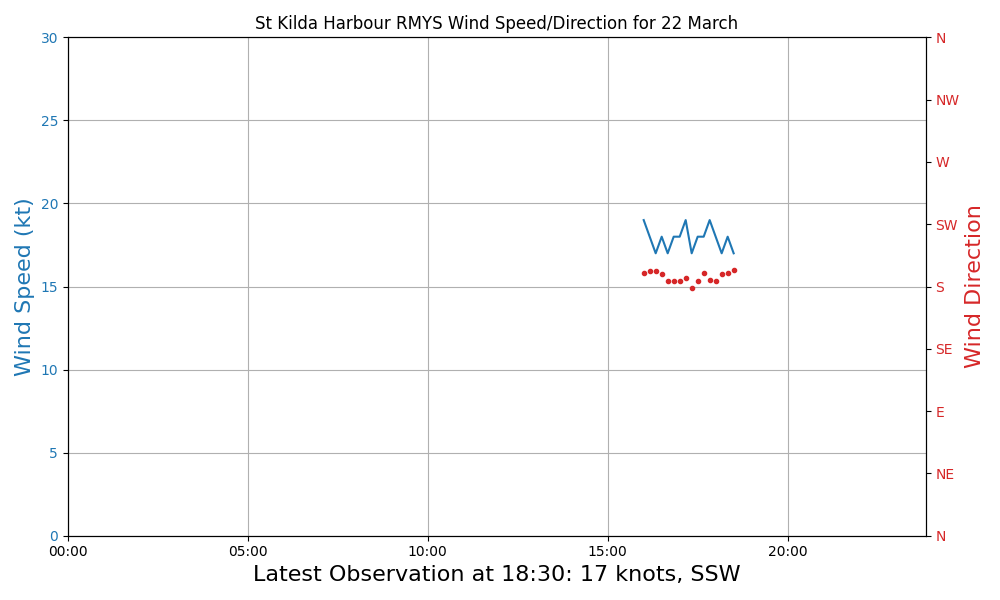 St Kilda Harbour RMYS Wind Speed/Direction for 22 March
Wind Speed (kt)
30
25
20
15
10
5
0
N
NW
W
SW
S
SE
E
NE
N
Wind Direction
00:00 05:00 10:00 15:00 20:00
Latest Observation at 18:30: 17 knots, SSW